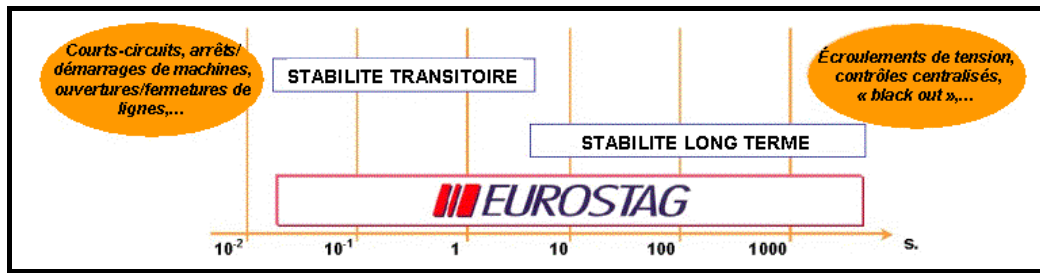 Courts-circuits, arrêts/
démarrages de machines,
ouvertures/fermetures de
lignes,…
STABILITE TRANSITOIRE
Écroulements de tension,
contrôles centralisés,
« black out »,…
STABILITE LONG TERME
EUROSTAG
10⁻² 10⁻¹ 1 10 100 1000 s.